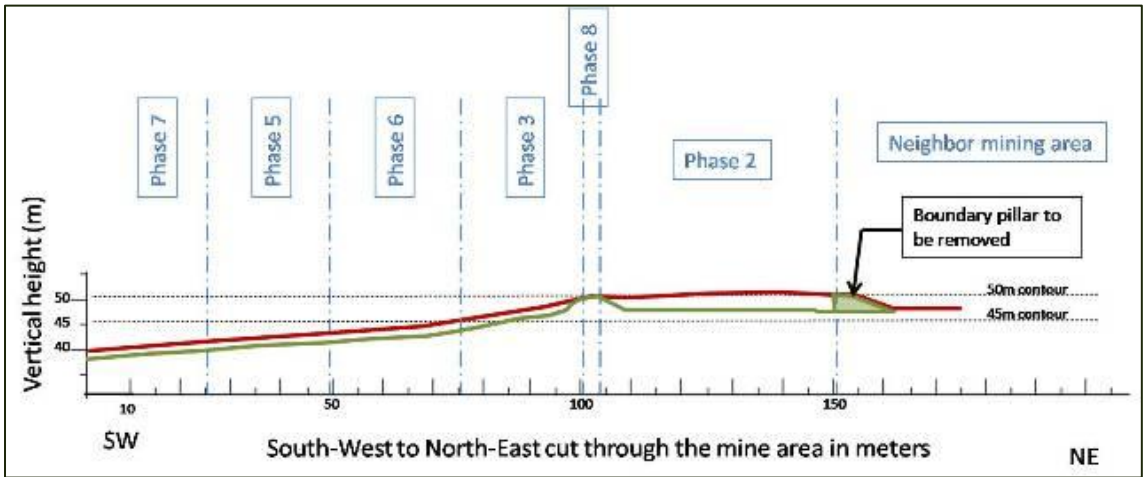 Phase 8
Phase 7
Phase 5
Phase 6
Phase 3
Phase 2
Neighbor mining area
Boundary pillar to
be removed
Vertical height (m)
50
45
40
50m contour
45m contour
10
50
100
150
SW
South-West to North-East cut through the mine area in meters
NE